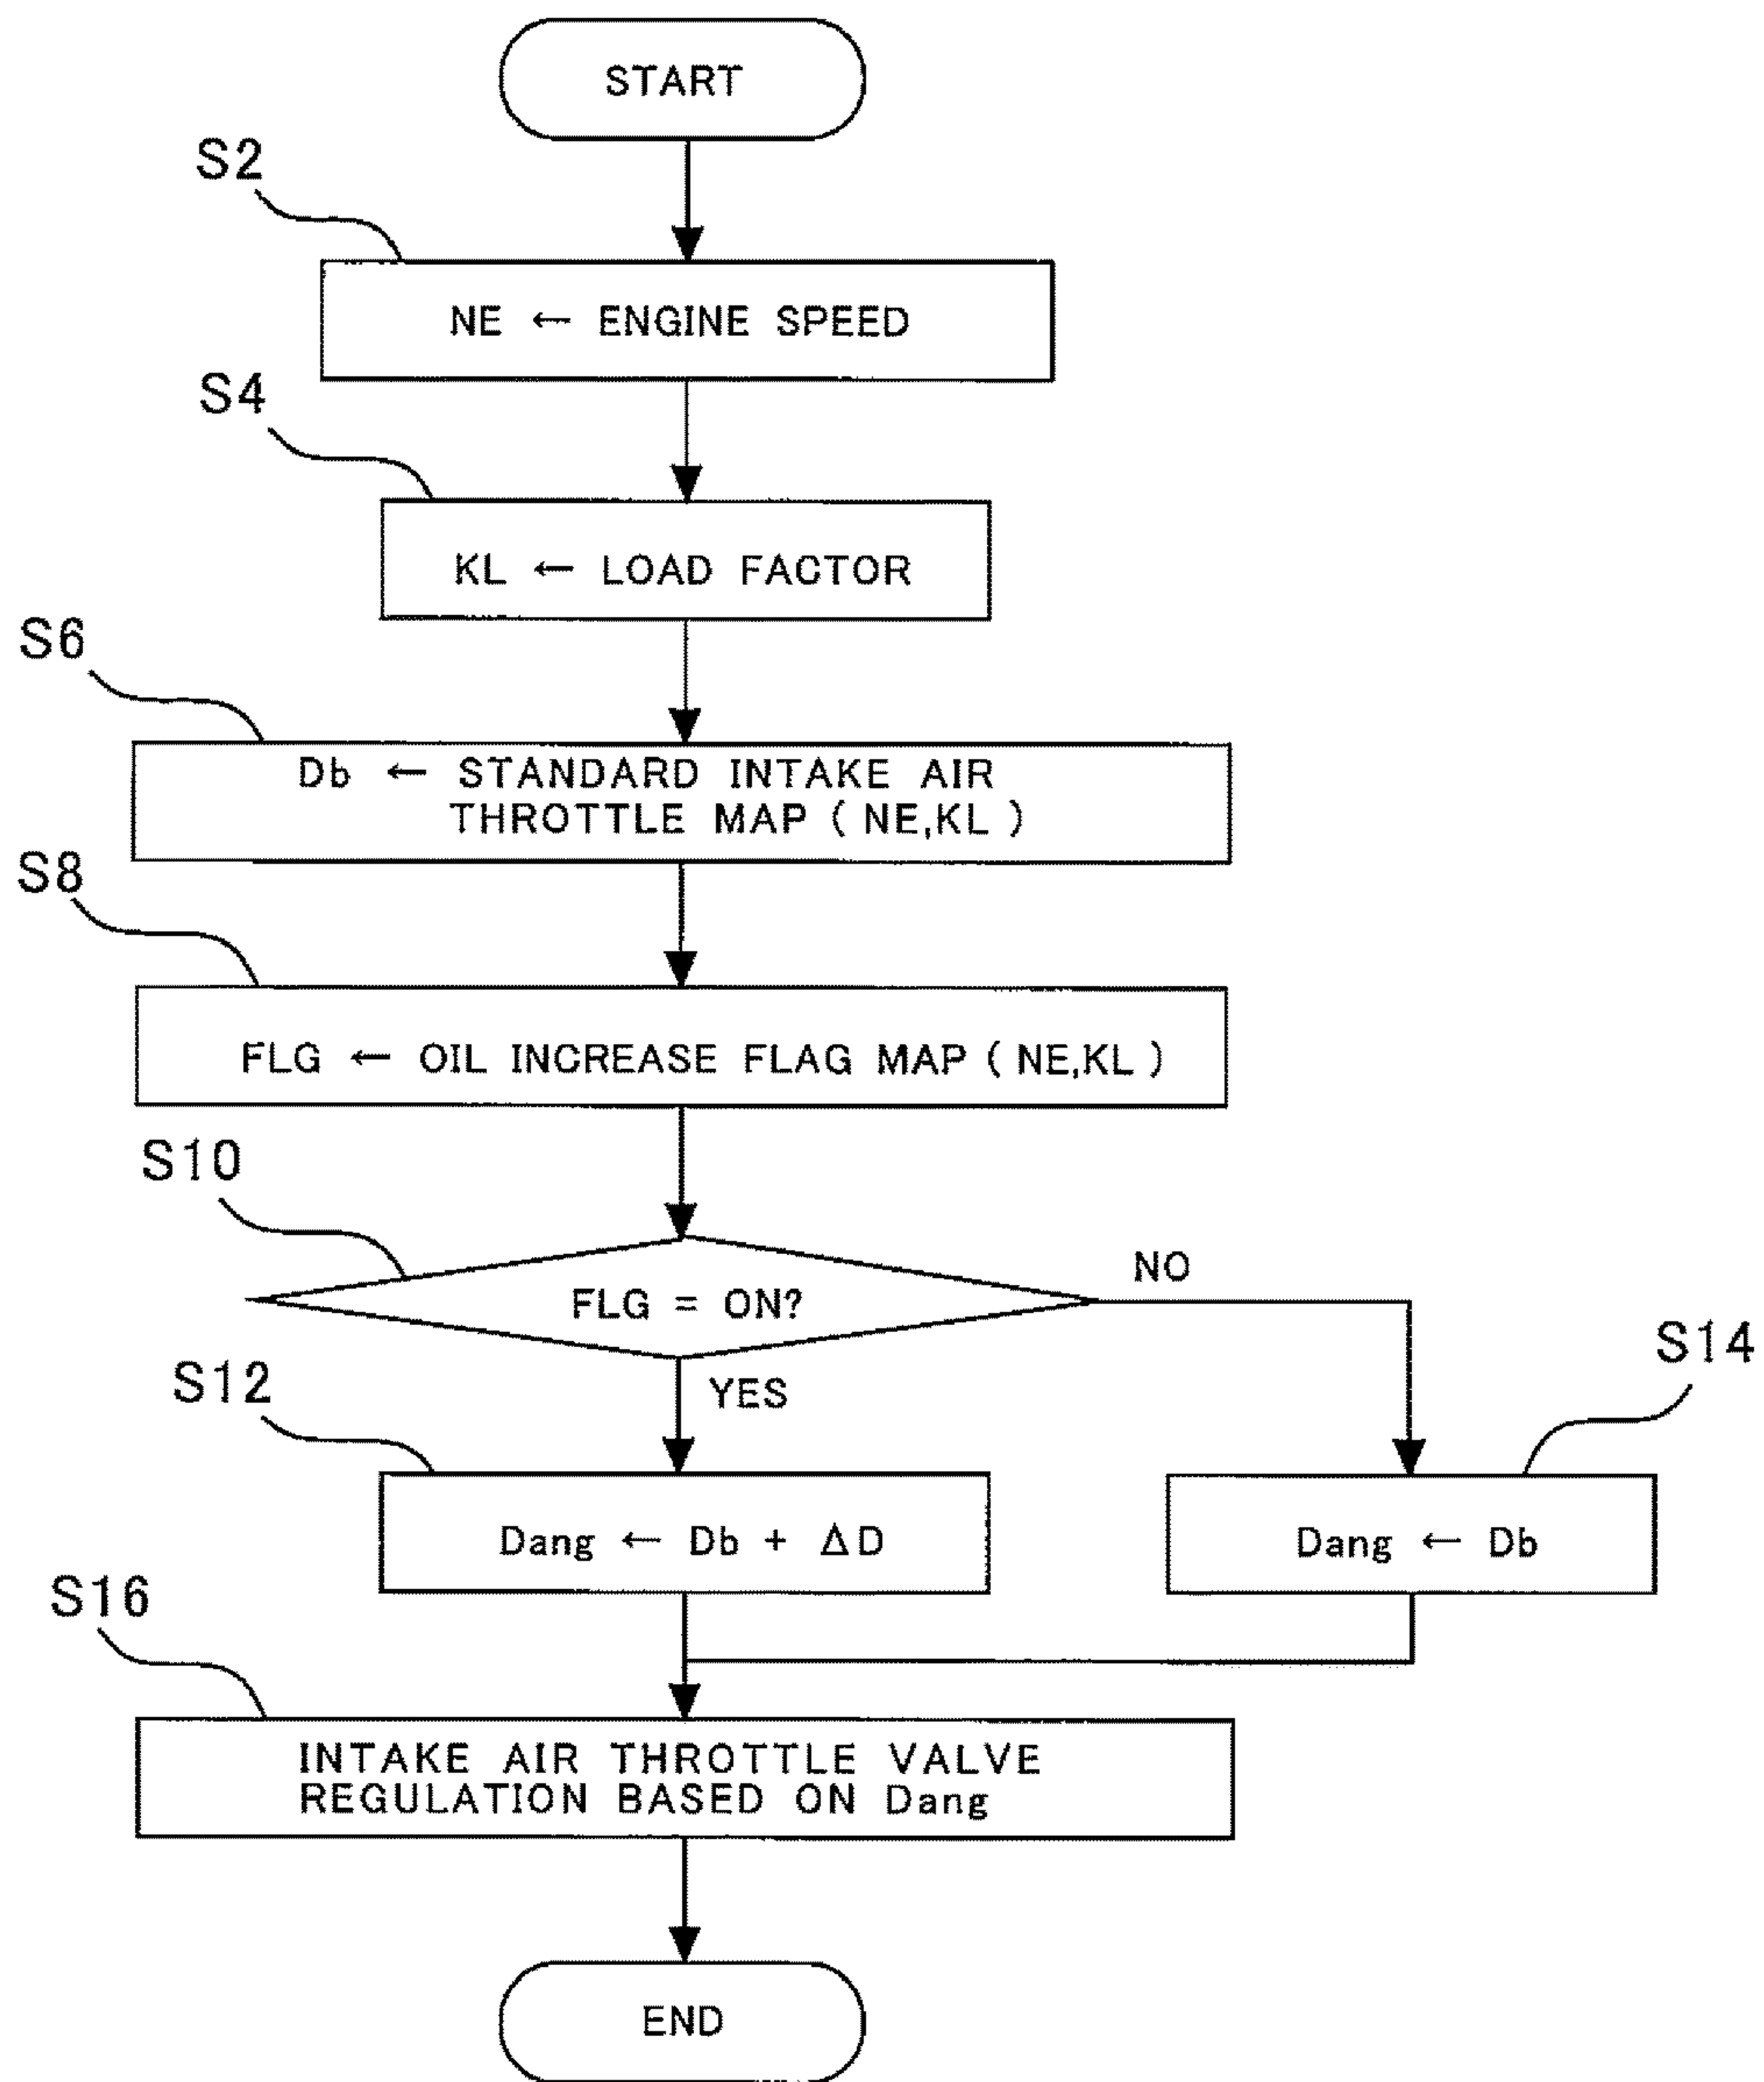 START
S2
NE ← ENGINE SPEED
S4
KL ← LOAD FACTOR
S6
Db ← STANDARD INTAKE AIR
THROTTLE MAP ( NE,KL )
S8
FLG ← OIL INCREASE FLAG MAP ( NE,KL )
S10
FLG = ON?
NO
YES
S12
Dang ← Db + ΔD
S14
Dang ← Db
S16
INTAKE AIR THROTTLE VALVE
REGULATION BASED ON Dang
END